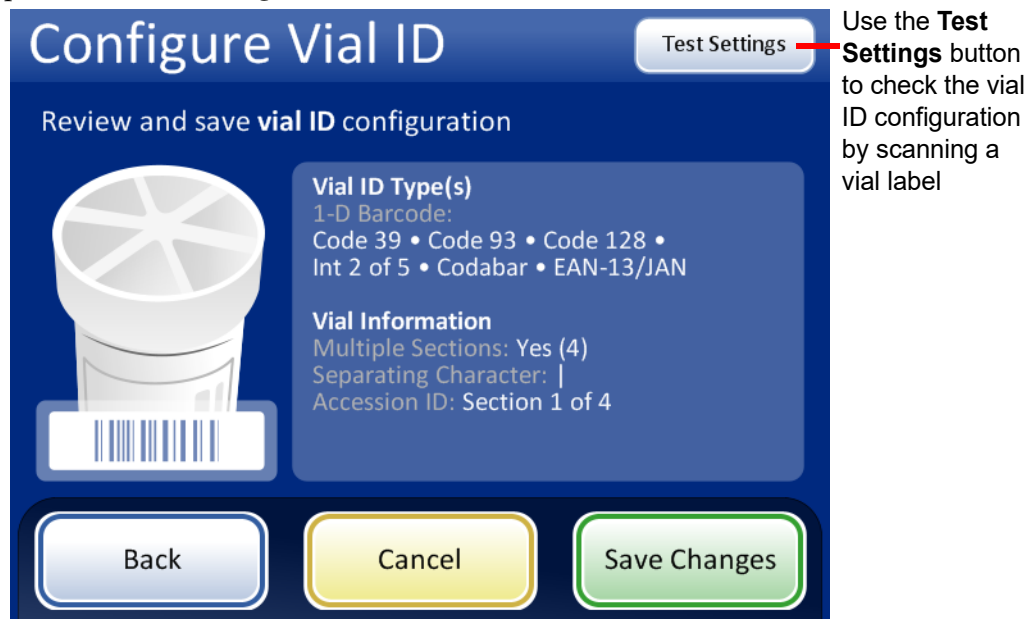 Configure Vial ID
Test Settings
Use the Test
Settings button
to check the vial
ID configuration
by scanning a
vial label
Review and save vial ID configuration
Vial ID Type(s)
1-D Barcode:
Code 39 • Code 93 • Code 128 •
Int 2 of 5 • Codabar • EAN-13/JAN
Vial Information
Multiple Sections: Yes (4)
Separating Character: |
Accession ID: Section 1 of 4
Back
Cancel
Save Changes